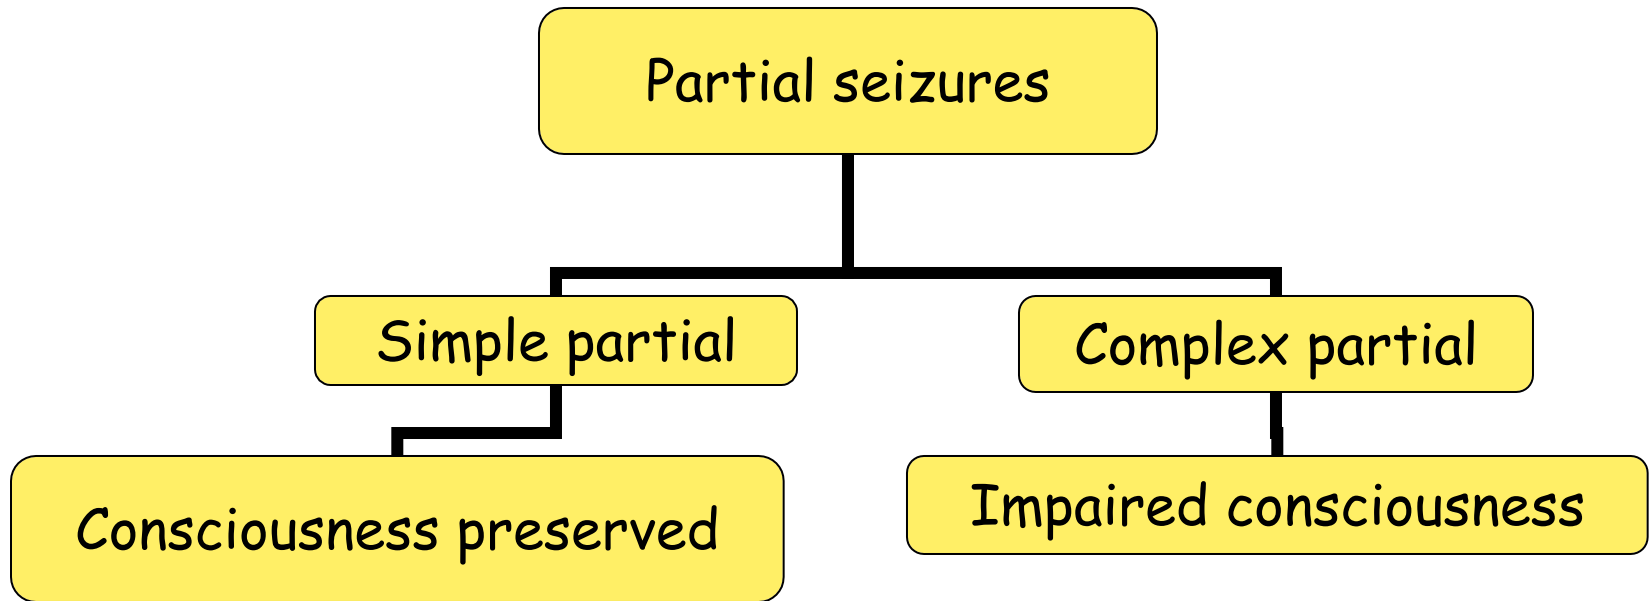 Partial seizures
Simple partial
Complex partial
Consciousness preserved
Impaired consciousness